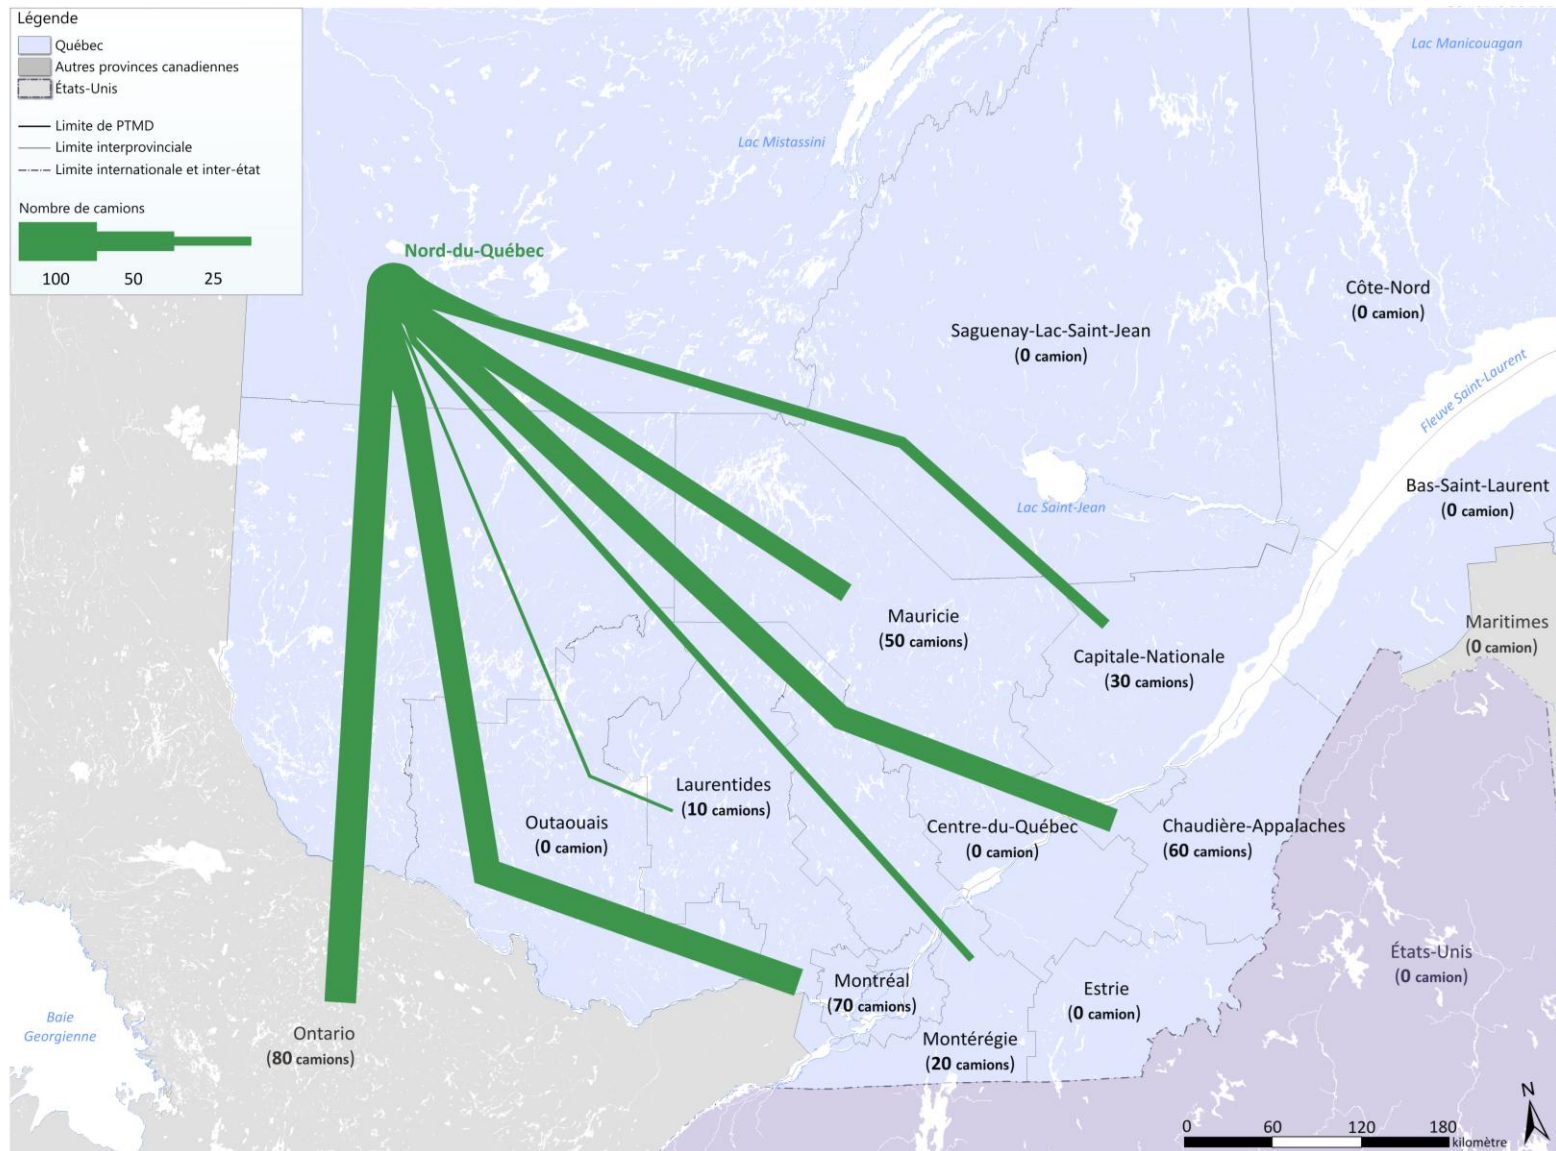 Légende
Québec
Autres provinces canadiennes
États-Unis
Limite de PTMD
Limite interprovinciale
Limite internationale et inter-état
Nombre de camions
100 50 25
Lac Manicouagan
Lac Mistassini
Nord-du-Québec
Côte-Nord
(0 camion)
Saguenay-Lac-Saint-Jean
(0 camion)
Fleuve Saint-Laurent
Bas-Saint-Laurent
(0 camion)
Lac Saint-Jean
Mauricie
(50 camions)
Maritimes
(0 camion)
Capitale-Nationale
(30 camions)
Laurentides
(10 camions)
Outaouais
(0 camion)
Centre-du-Québec
(0 camion)
Chaudière-Appalaches
(60 camions)
États-Unis
(0 camion)
Montréal
(70 camions)
Estrie
(0 camion)
Baie
Georgienne
Ontario
(80 camions)
Montérégie
(20 camions)
N
0 60 120 180
kilomètre